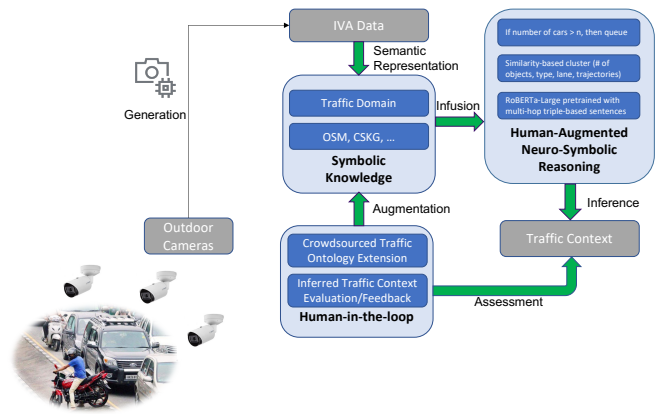 IVA Data
Semantic
Representation
Generation
Traffic Domain
OSM, CSKG, ...
Symbolic
Knowledge
Infusion
If number of cars > n, then queue
Similarity-based cluster (# of
objects, type, lane, trajectories)
RoBERTa-Large pretrained with
multi-hop triple-based sentences
Human-Augmented
Neuro-Symbolic
Reasoning
Augmentation
Inference
Outdoor
Cameras
Traffic Context
Crowdsourced Traffic
Ontology Extension
Inferred Traffic Context
Evaluation/Feedback
Human-in-the-loop
Assessment